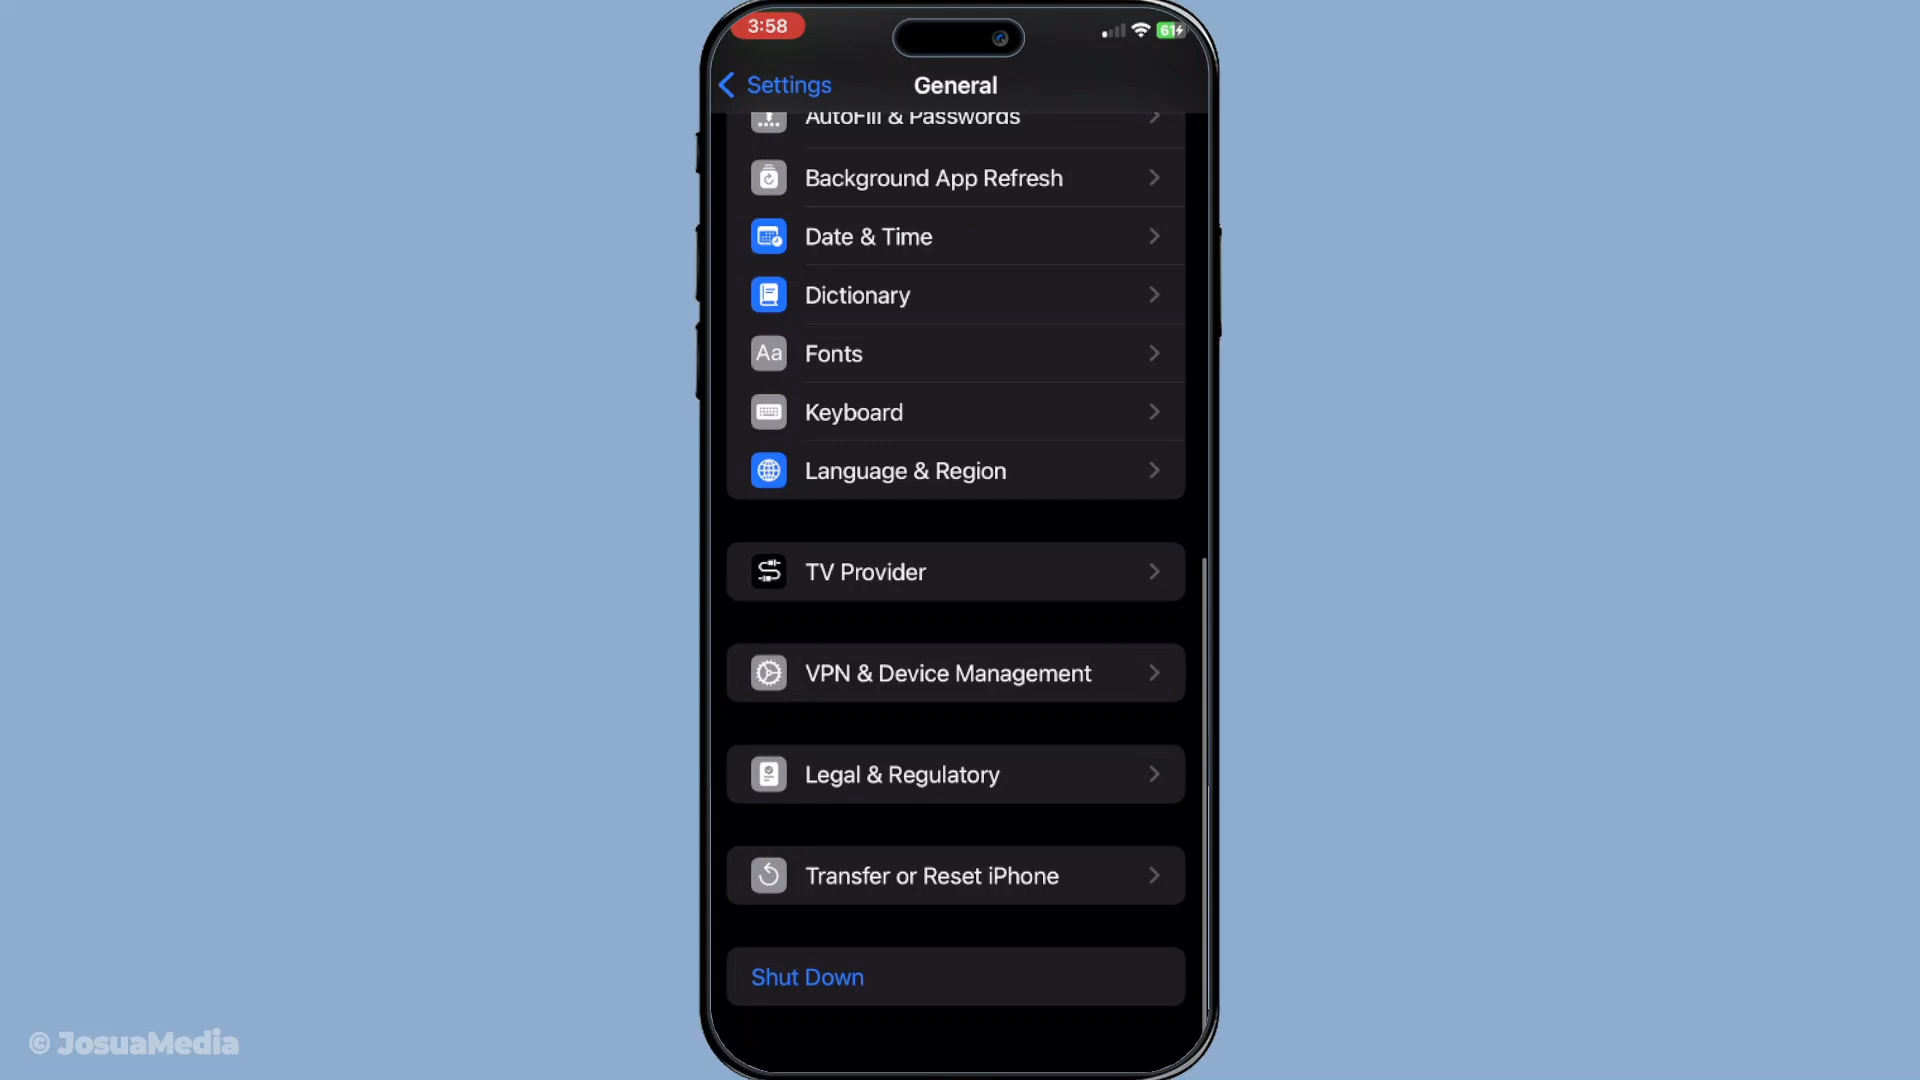 3:58
61
Settings
General
AutoFill & Passwords
Background App Refresh
Date & Time
Dictionary
Aa
Fonts
Keyboard
Language & Region
TV Provider
VPN & Device Management
Legal & Regulatory
Transfer or Reset iPhone
Shut Down
© JosuaMedia